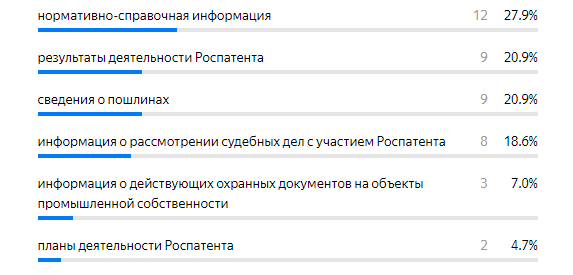 нормативно-справочная информация 12 27.9%
результаты деятельности Роспатента 9 20.9%
сведения о пошлинах 9 20.9%
информация о рассмотрении судебных дел с участием Роспатента 8 18.6%
информация о действующих охранных документов на объекты 3 7.0%
промышленной собственности
планы деятельности Роспатента 2 4.7%